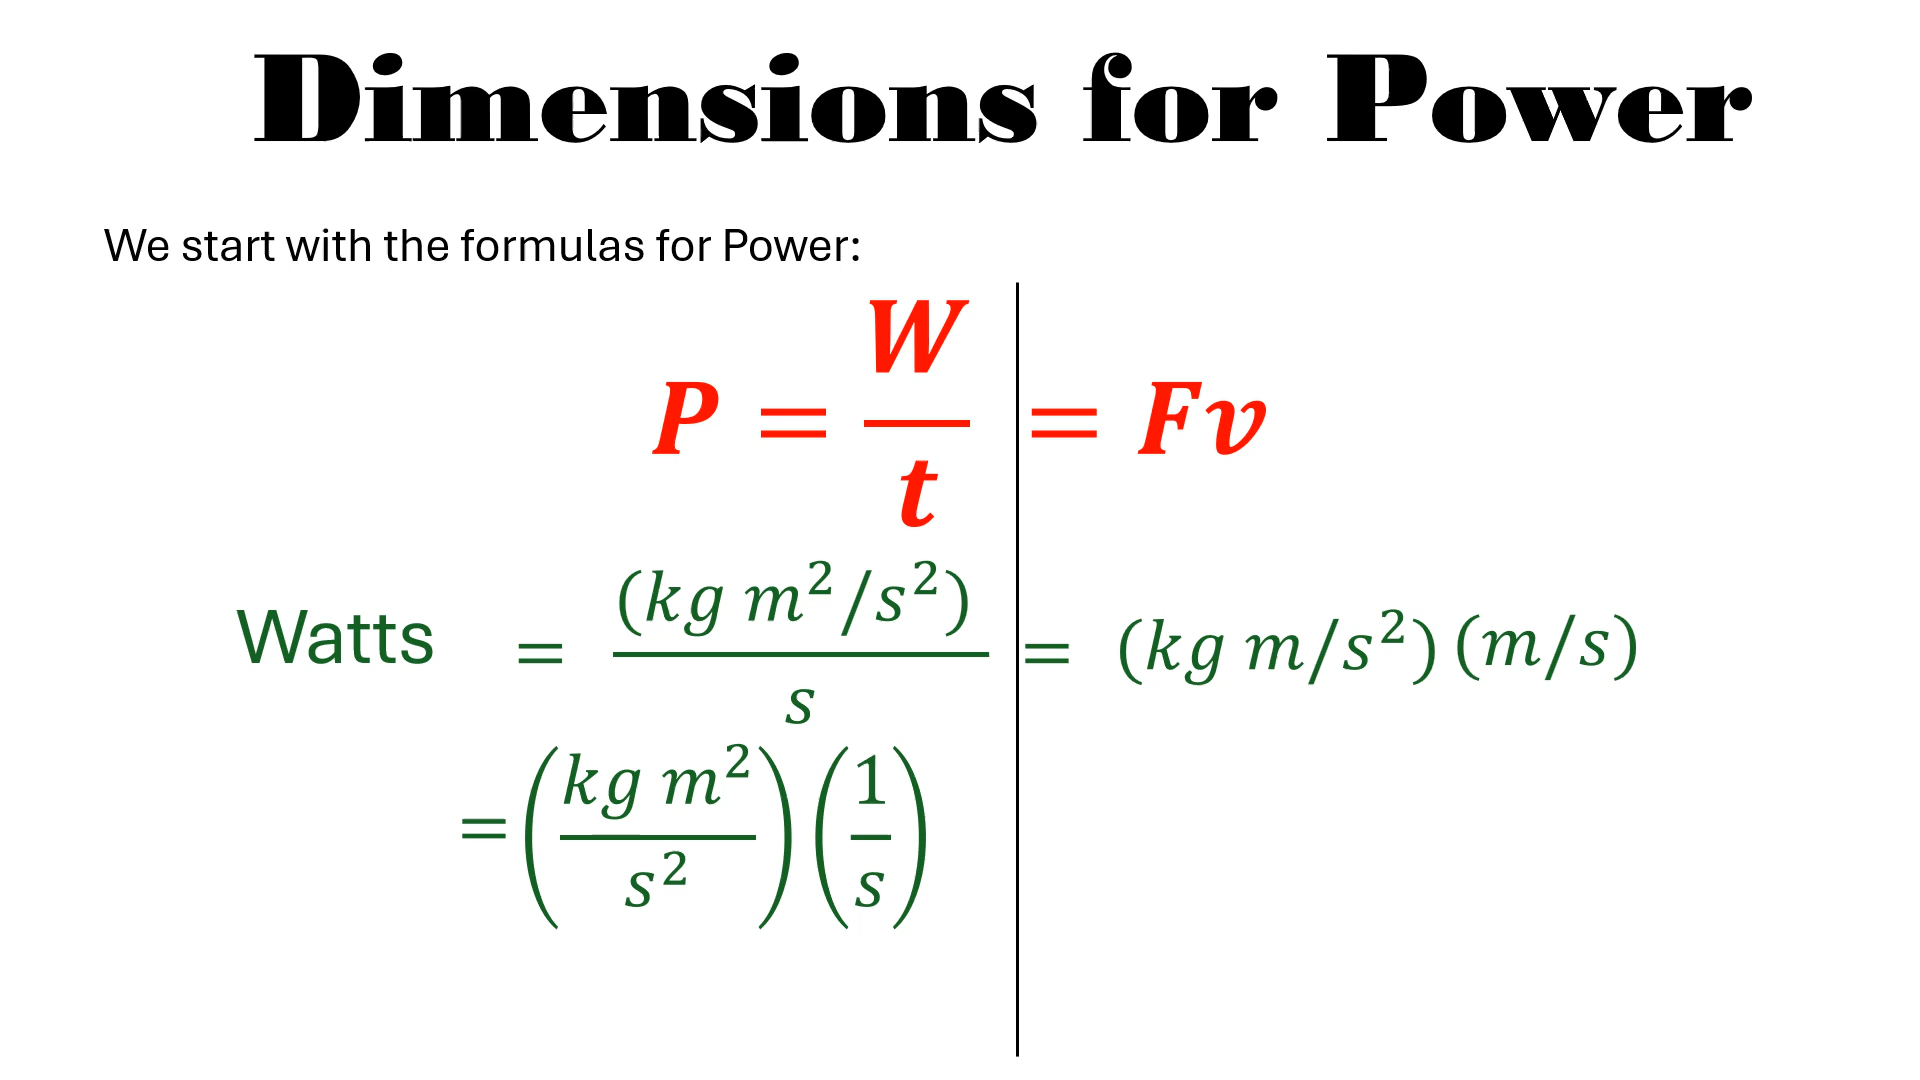 Dimensions for Power
We start with the formulas for Power:
P = W/t = Fv
Watts = (kg m²/s²)/s = (kg m/s²) (m/s)
= (kg m²/s²) (1/s)